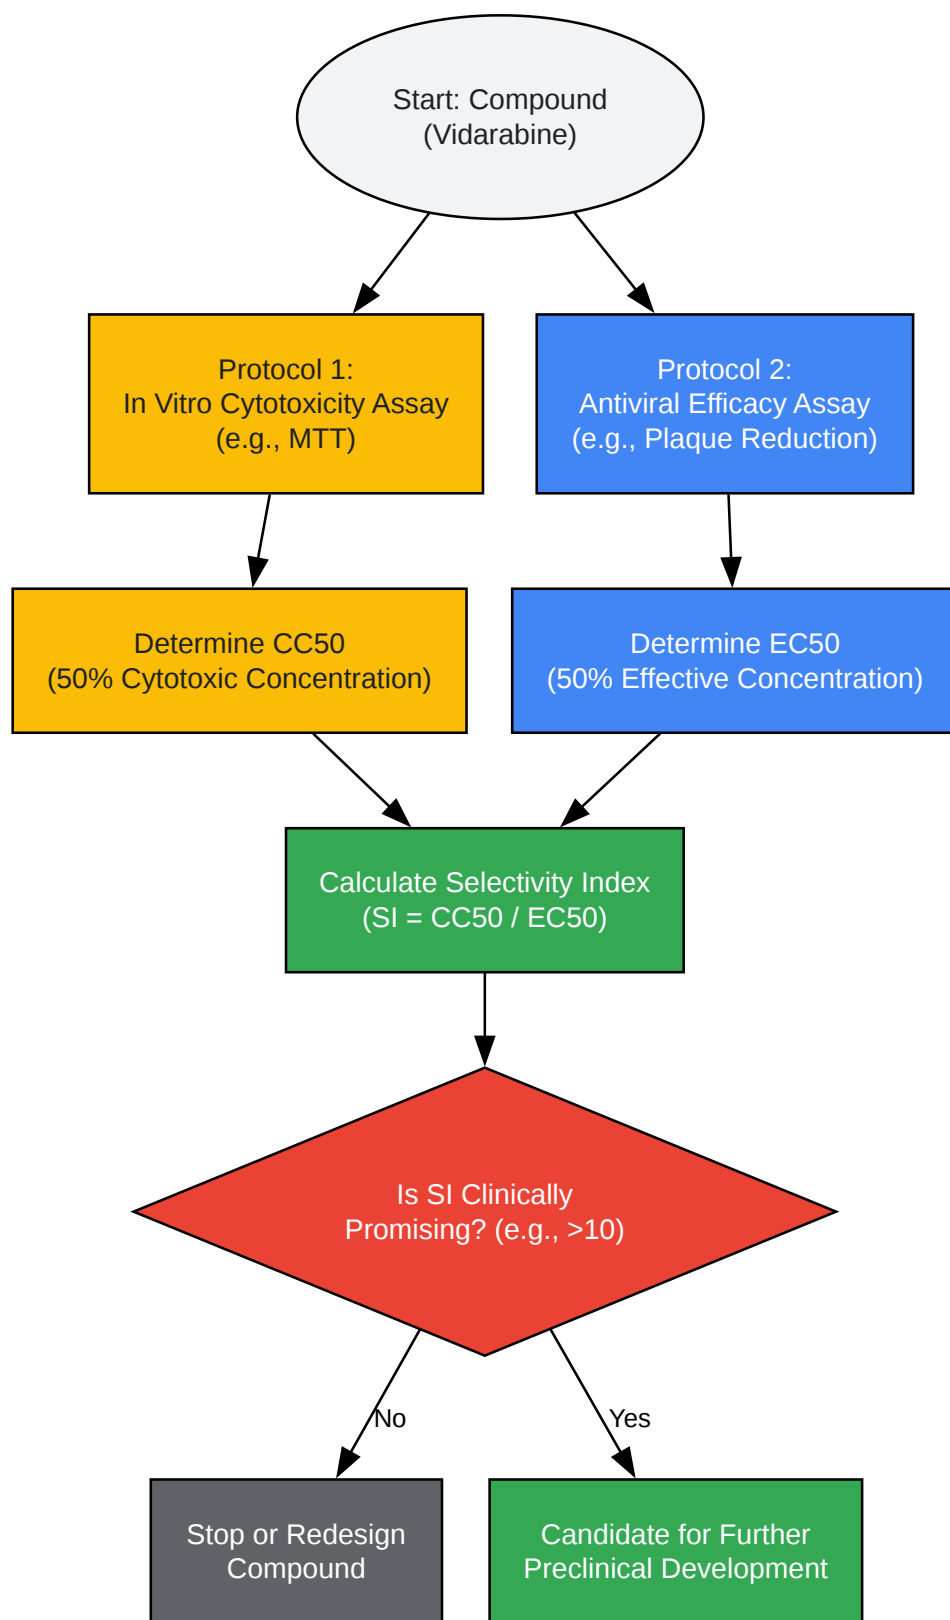 Start: Compound
(Vidarabine)
Protocol 1:
In Vitro Cytotoxicity Assay
(e.g., MTT)
Protocol 2:
Antiviral Efficacy Assay
(e.g., Plaque Reduction)
Determine CC50
(50% Cytotoxic Concentration)
Determine EC50
(50% Effective Concentration)
Calculate Selectivity Index
(SI = CC50 / EC50)
Is SI Clinically
Promising? (e.g., >10)
No
Yes
Stop or Redesign
Compound
Candidate for Further
Preclinical Development